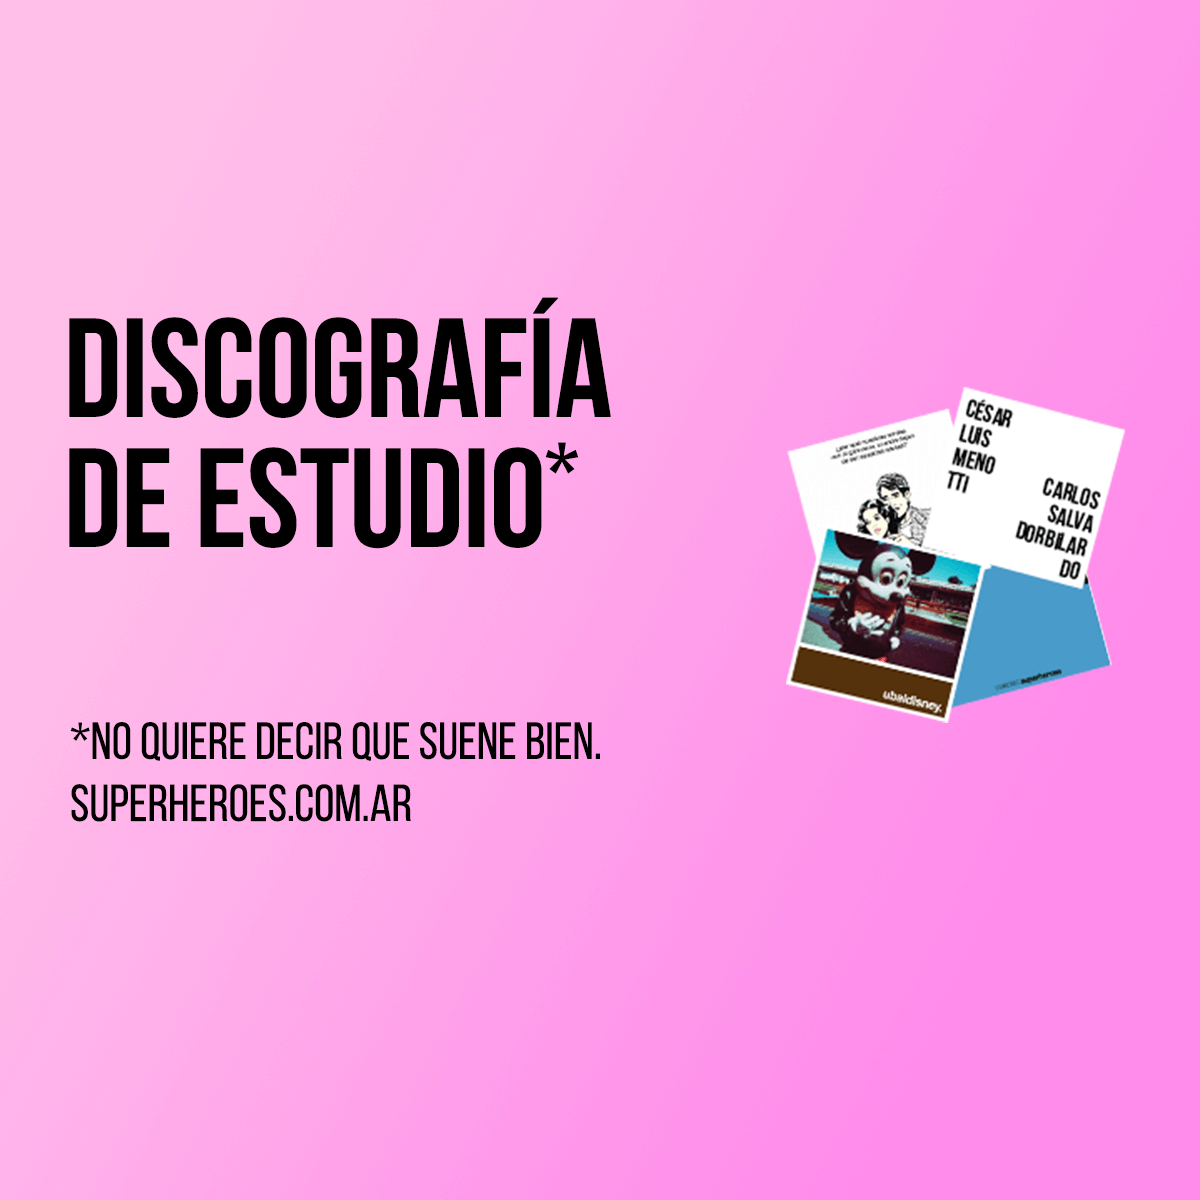 DISCOGRAFÍA
DE ESTUDIO*
*NO QUIERE DECIR QUE SUENE BIEN.
SUPERHEROES.COM.AR
CÉSAR
LUIS
MENO
TTI
CARLOS
SALVA
DORBILAR
DO
ubaldisney.
superheroes